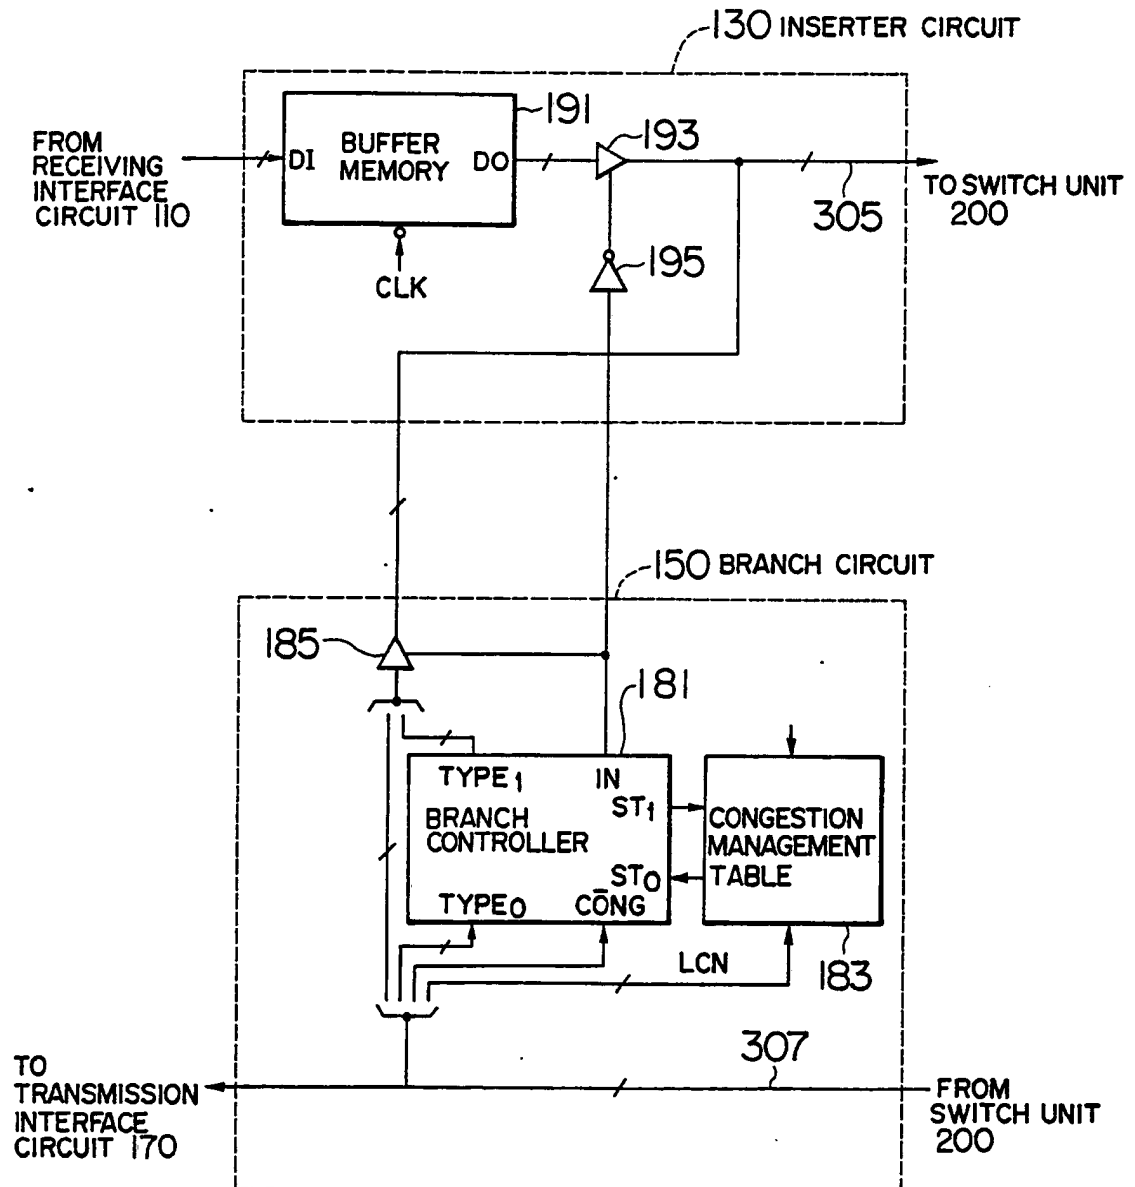 130 INSERTER CIRCUIT
191
193
FROM
RECEIVING
INTERFACE
CIRCUIT 110
DI
BUFFER
MEMORY
DO
305
TO SWITCH UNIT
200
195
CLK
150 BRANCH CIRCUIT
185
181
TYPE1
IN
ST1
BRANCH
CONTROLLER
ST0
TYPE0
CŌNG
CONGESTION
MANAGEMENT
TABLE
LCN
183
307
TO
TRANSMISSION
INTERFACE
CIRCUIT 170
FROM
SWITCH UNIT
200